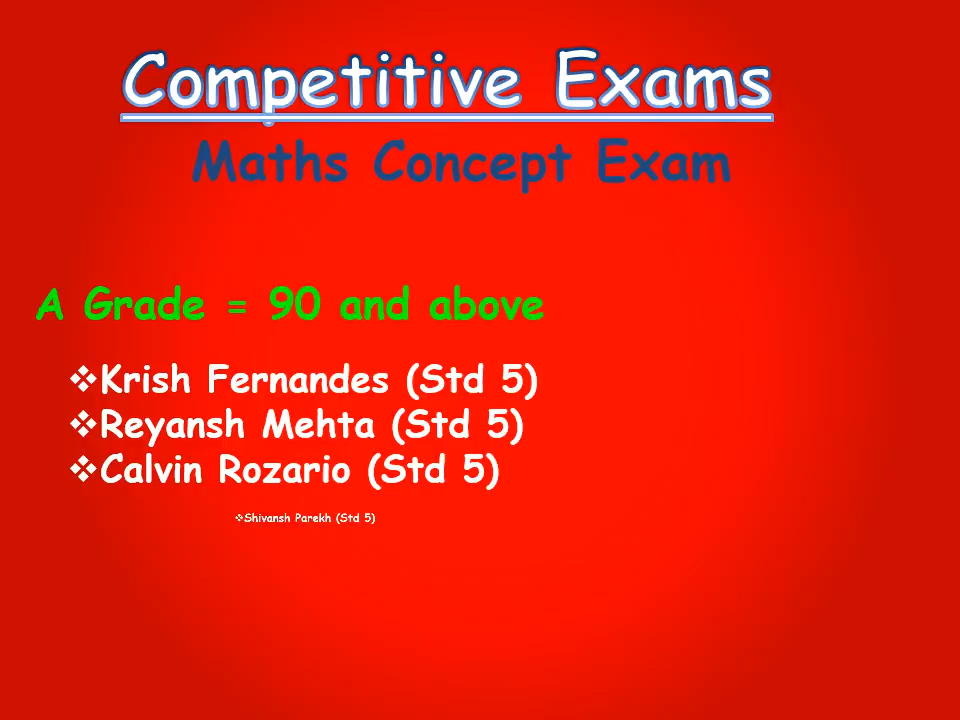 Competitive Exams
Maths Concept Exam
A Grade = 90 and above
❖Krish Fernandes (Std 5)
❖Reyansh Mehta (Std 5)
❖Calvin Rozario (Std 5)
❖Shivansh Parekh (Std 5)